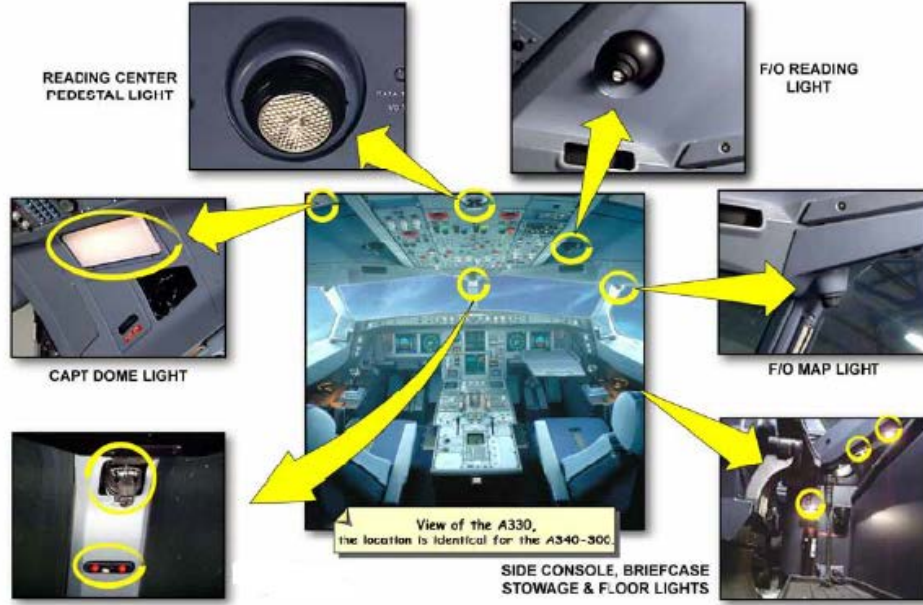 READING CENTER
PEDESTAL LIGHT
F/O READING
LIGHT
CAPT DOME LIGHT
F/O MAP LIGHT
View of the A330,
the location is identical for the A340-300.
SIDE CONSOLE, BRIEFCASE
STOWAGE & FLOOR LIGHTS